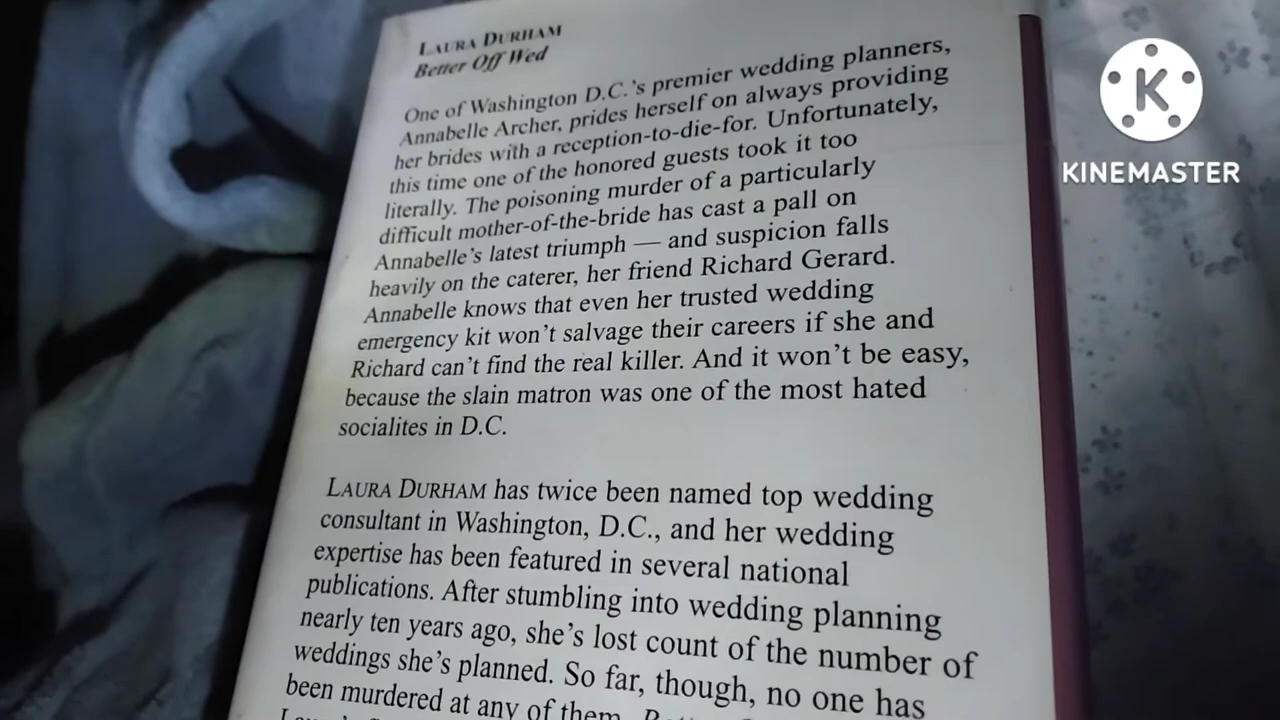 LAURA DURHAM
Better Off Wed
One of Washington D.C.'s premier wedding planners,
Annabelle Archer, prides herself on always providing
her brides with a reception-to-die-for. Unfortunately,
this time one of the honored guests took it too
literally. The poisoning murder of a particularly
difficult mother-of-the-bride has cast a pall on
Annabelle's latest triumph — and suspicion falls
heavily on the caterer, her friend Richard Gerard.
Annabelle knows that even her trusted wedding
emergency kit won't salvage their careers if she and
Richard can't find the real killer. And it won't be easy,
because the slain matron was one of the most hated
socialites in D.C.
LAURA DURHAM has twice been named top wedding
consultant in Washington, D.C., and her wedding
expertise has been featured in several national
publications. After stumbling into wedding planning
nearly ten years ago, she's lost count of the number of
weddings she's planned. So far, though, no one has
been murdered at any of them.
K
KINEMASTER